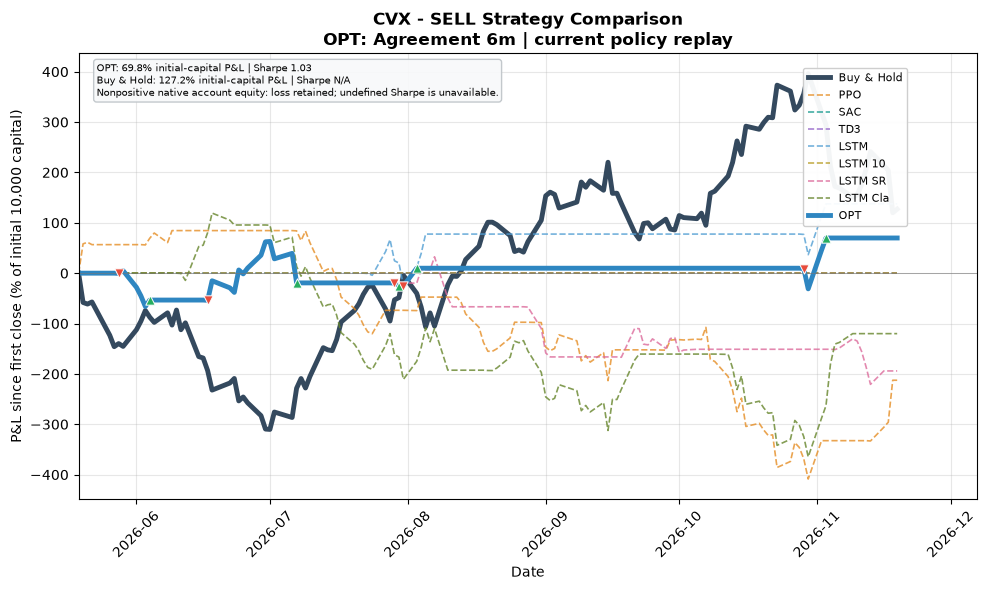 CVX - SELL Strategy Comparison
OPT: Agreement 6m | current policy replay
OPT: 69.8% initial-capital P&L | Sharpe 1.03
Buy & Hold: 127.2% initial-capital P&L | Sharpe N/A
Nonpositive native account equity: loss retained; undefined Sharpe is unavailable.
Buy & Hold
PPO
SAC
TD3
LSTM
LSTM 10
LSTM SR
LSTM Cla
OPT
P&L since first close (% of initial 10,000 capital)
400
300
200
100
0
−100
−200
−300
−400
2026-06
2026-07
2026-08
2026-09
2026-10
2026-11
2026-12
Date